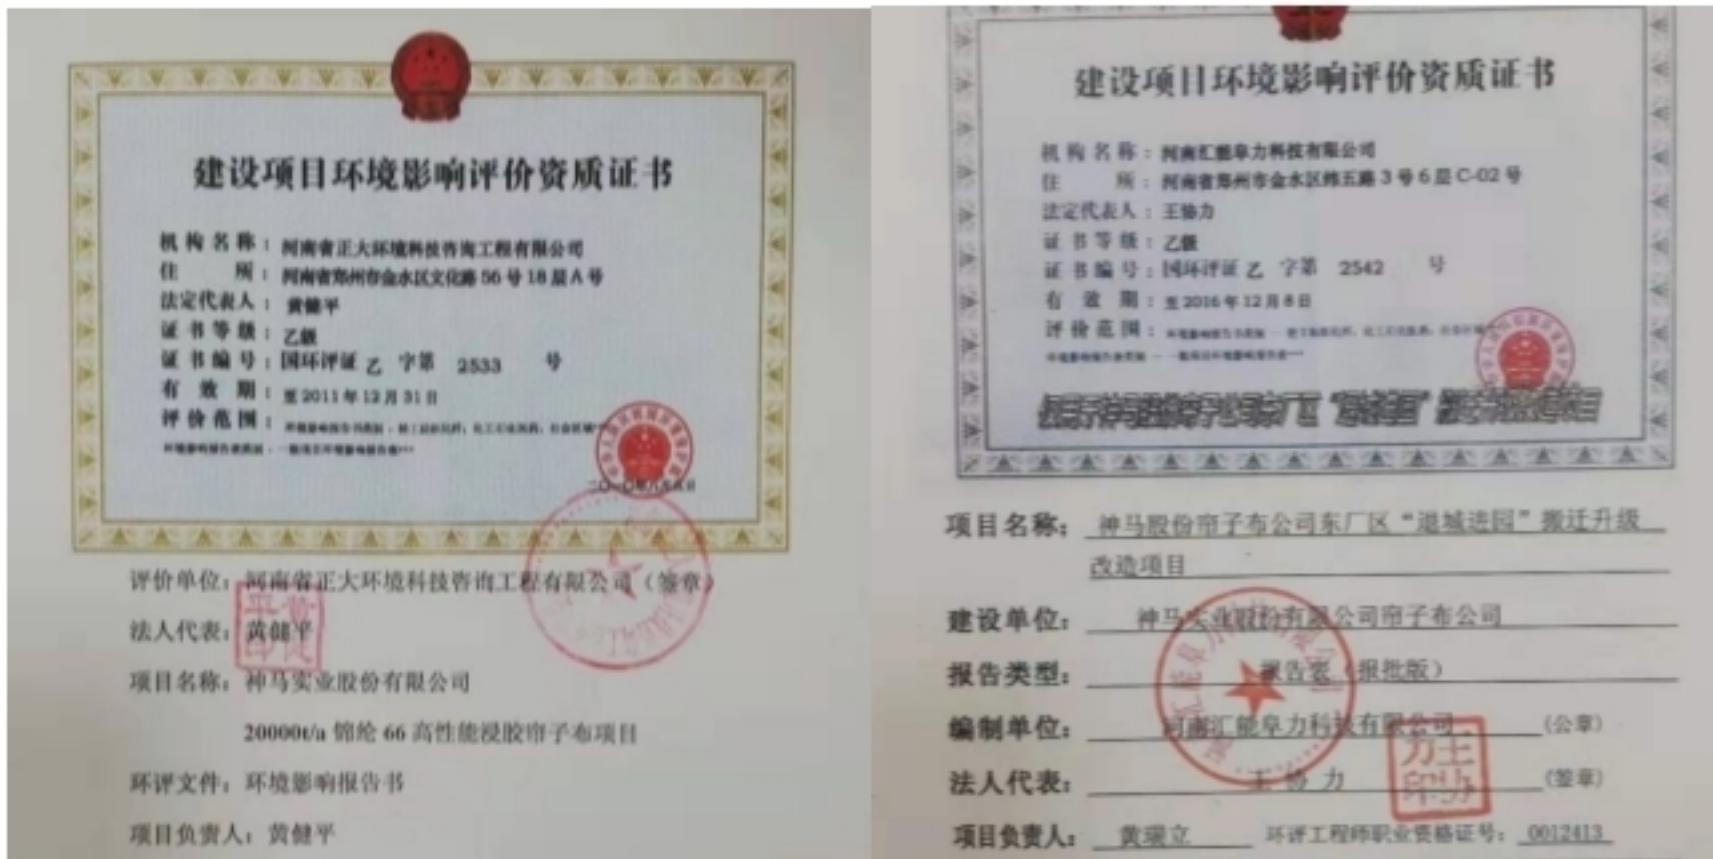 建设项目环境影响评价资质证书
机构名称：河南省正大环境科技咨询工程有限公司
住 所：河南省郑州市金水区文化路56号18层A号
法定代表人：黄健平
证书等级：乙级
证书编号：国环评证 乙 字第 2533 号
有效期：至2011年12月31日
评价范围：
评价单位：河南省正大环境科技咨询工程有限公司（签章）
法人代表：黄健平
项目名称：神马实业股份有限公司
20000t/a 锦纶 66 高性能浸胶帘子布项目
环评文件：环境影响报告书
项目负责人：黄健平
建设项目环境影响评价资质证书
机构名称：河南汇能阜力科技有限公司
住 所：河南省郑州市金水区纬五路3号6层C-02号
法定代表人：王协力
证书等级：乙级
证书编号：国环评证 乙 字第 2542 号
有效期：至2016年12月8日
评价范围：
项目名称：神马股份帘子布公司东厂区“退城进园”搬迁升级
改造项目
建设单位：神马实业股份有限公司帘子布公司
报告类型：报告表（报批版）
编制单位：河南汇能阜力科技有限公司（公章）
法人代表：王协力（签章）
项目负责人：黄璟立 环评工程师职业资格证号：0012413